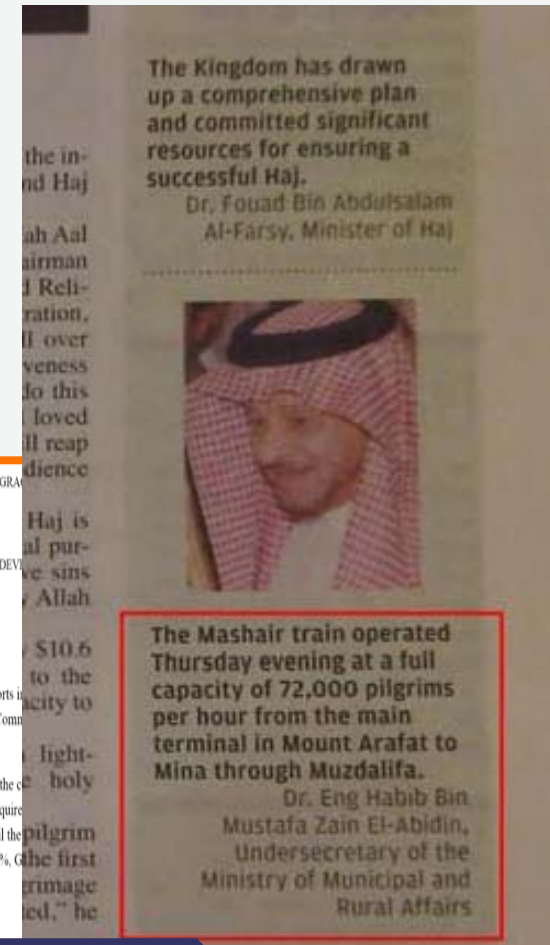 the in-
nd Haj
ah Aal
airman
d Reli-
ration,
ll over
veness
do this
loved
ll reap
dience
Haj is
al pur-
ve sins
Allah
$10.6
to the
acity to
light-
holy
pilgrim
the first
grimage
ted," he
The Kingdom has drawn
up a comprehensive plan
and committed significant
resources for ensuring a
successful Haj.
Dr. Fouad Bin Abdulsalam
Al-Farsy, Minister of Haj
The Mashair train operated
Thursday evening at a full
capacity of 72,000 pilgrims
per hour from the main
terminal in Mount Arafat to
Mina through Muzdalifa.
Dr. Eng Habib Bin
Mustafa Zain El-Abidin,
Undersecretary of the
Ministry of Municipal and
Rural Affairs